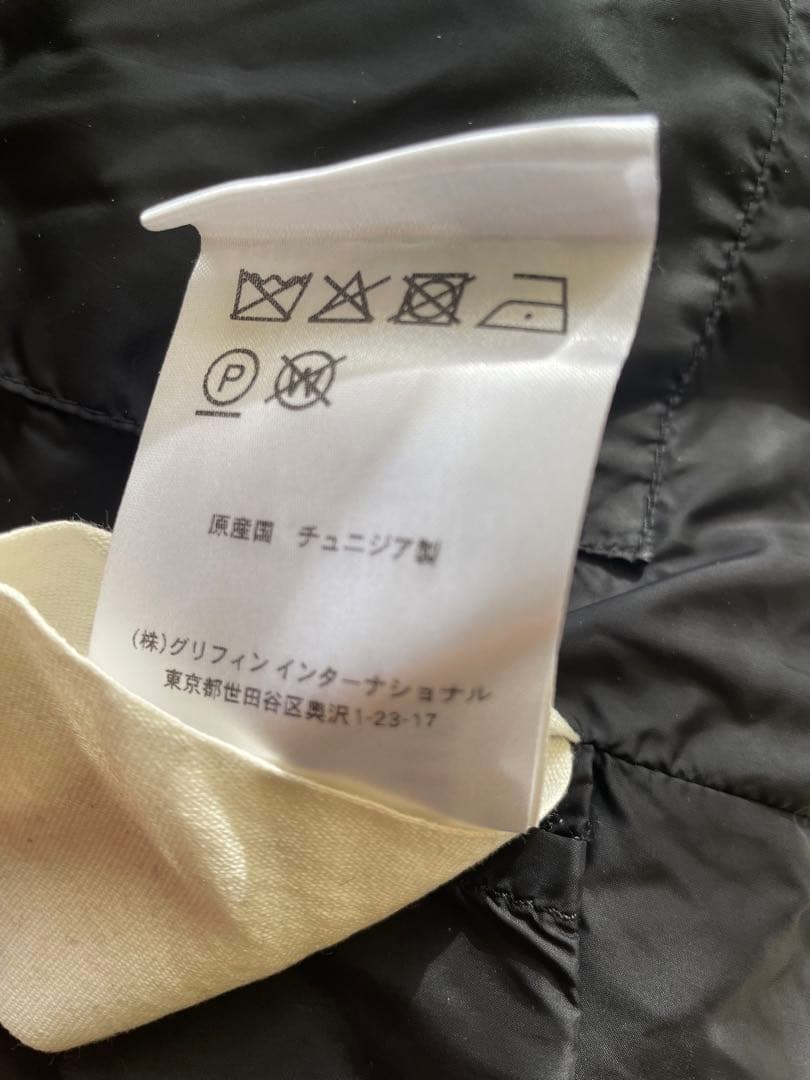 P
W
原産国 チュニジア製
(株)グリフィン インターナショナル
東京都世田谷区奥沢1-23-17